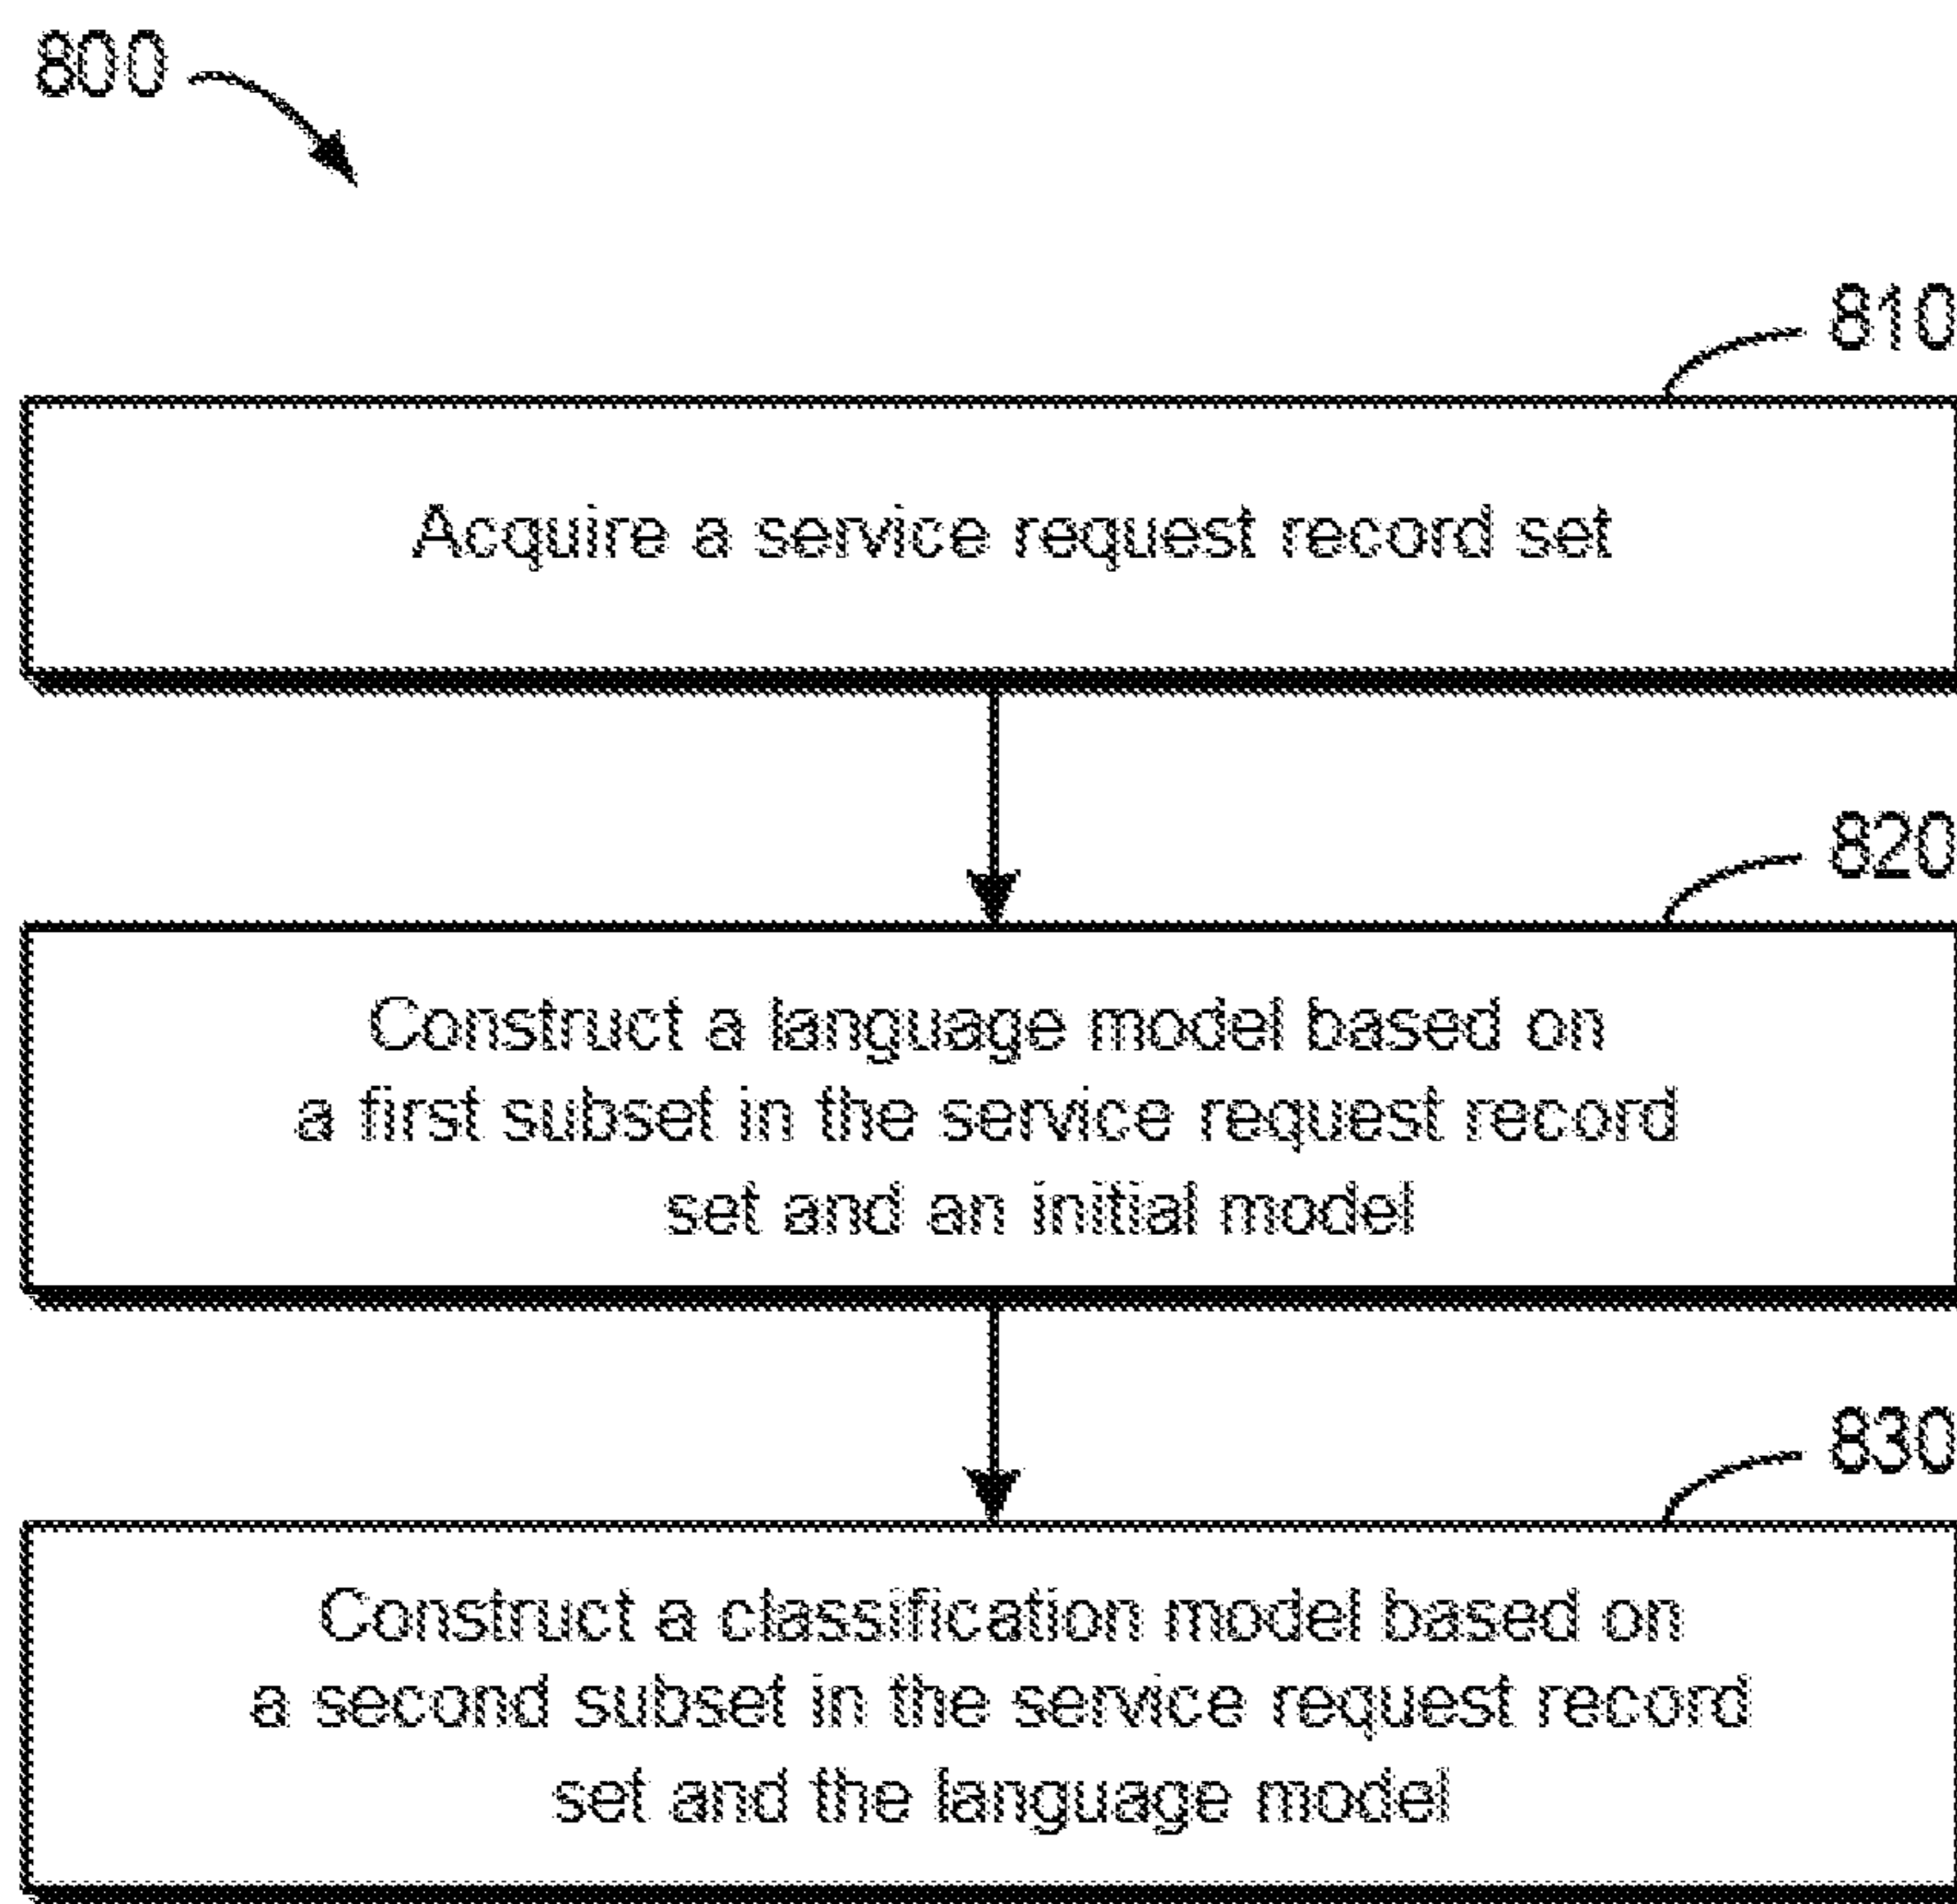 800
810
Acquire a service request record set
820
Construct a language model based on
a first subset in the service request record
set and an initial model
830
Construct a classification model based on
a second subset in the service request record
set and the language model